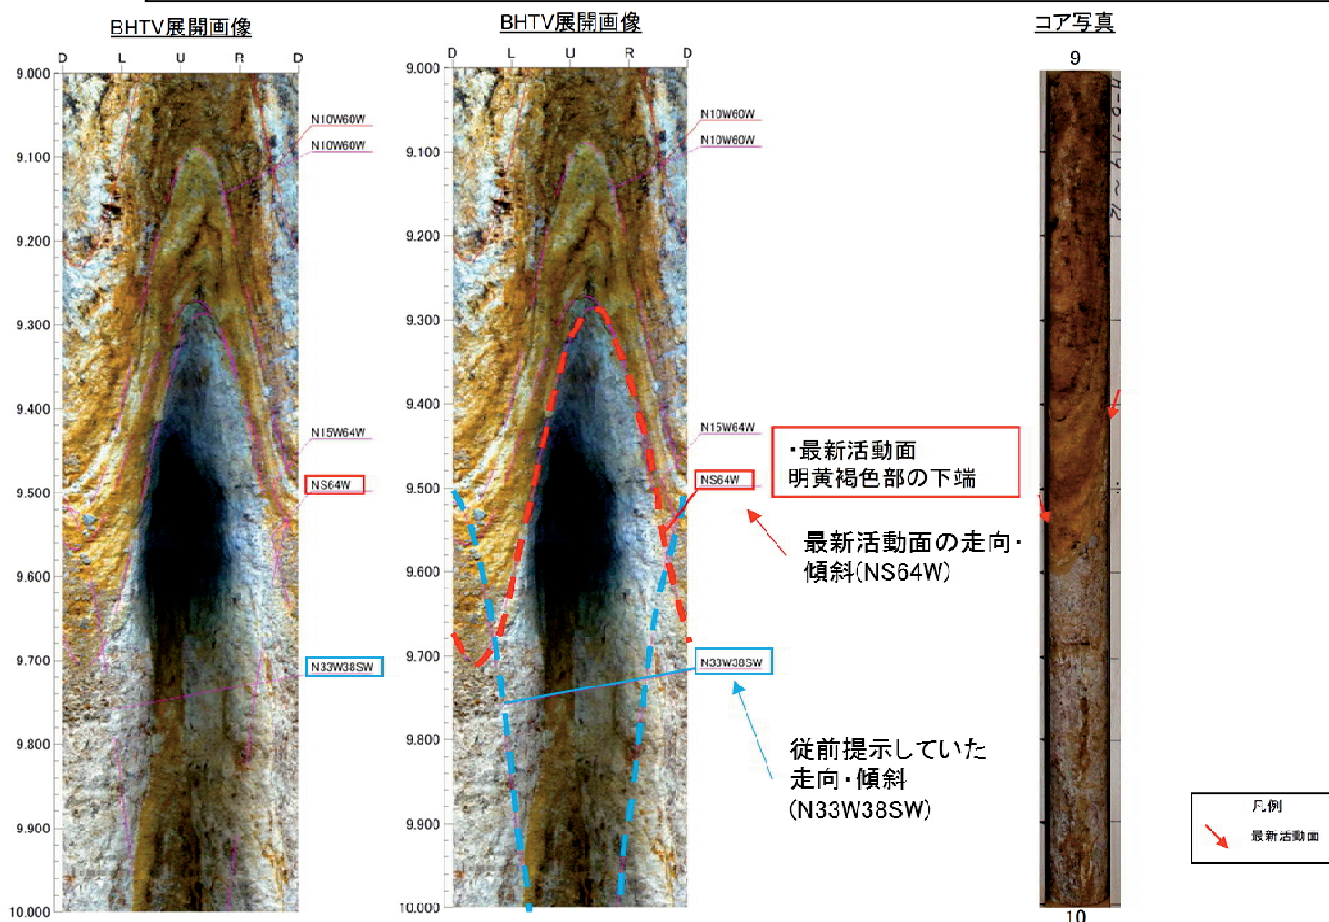 BHTV展開画像
D L U R D
9.000
9.100
9.200
9.300
9.400
9.500
9.600
9.700
9.800
9.900
10.000
N10W60W
N10W60W
N15W64W
NS64W
N33W38SW
BHTV展開画像
D L U R D
9.000
9.100
9.200
9.300
9.400
9.500
9.600
9.700
9.800
9.900
10.000
N10W60W
N10W60W
N15W64W
NS64W
N33W38SW
・最新活動面
明黄褐色部の下端
最新活動面の走向・
傾斜(NS64W)
従前提示していた
走向・傾斜
(N33W38SW)
コア写真
9
H-6-1 9~12
10
凡例
最新活動面